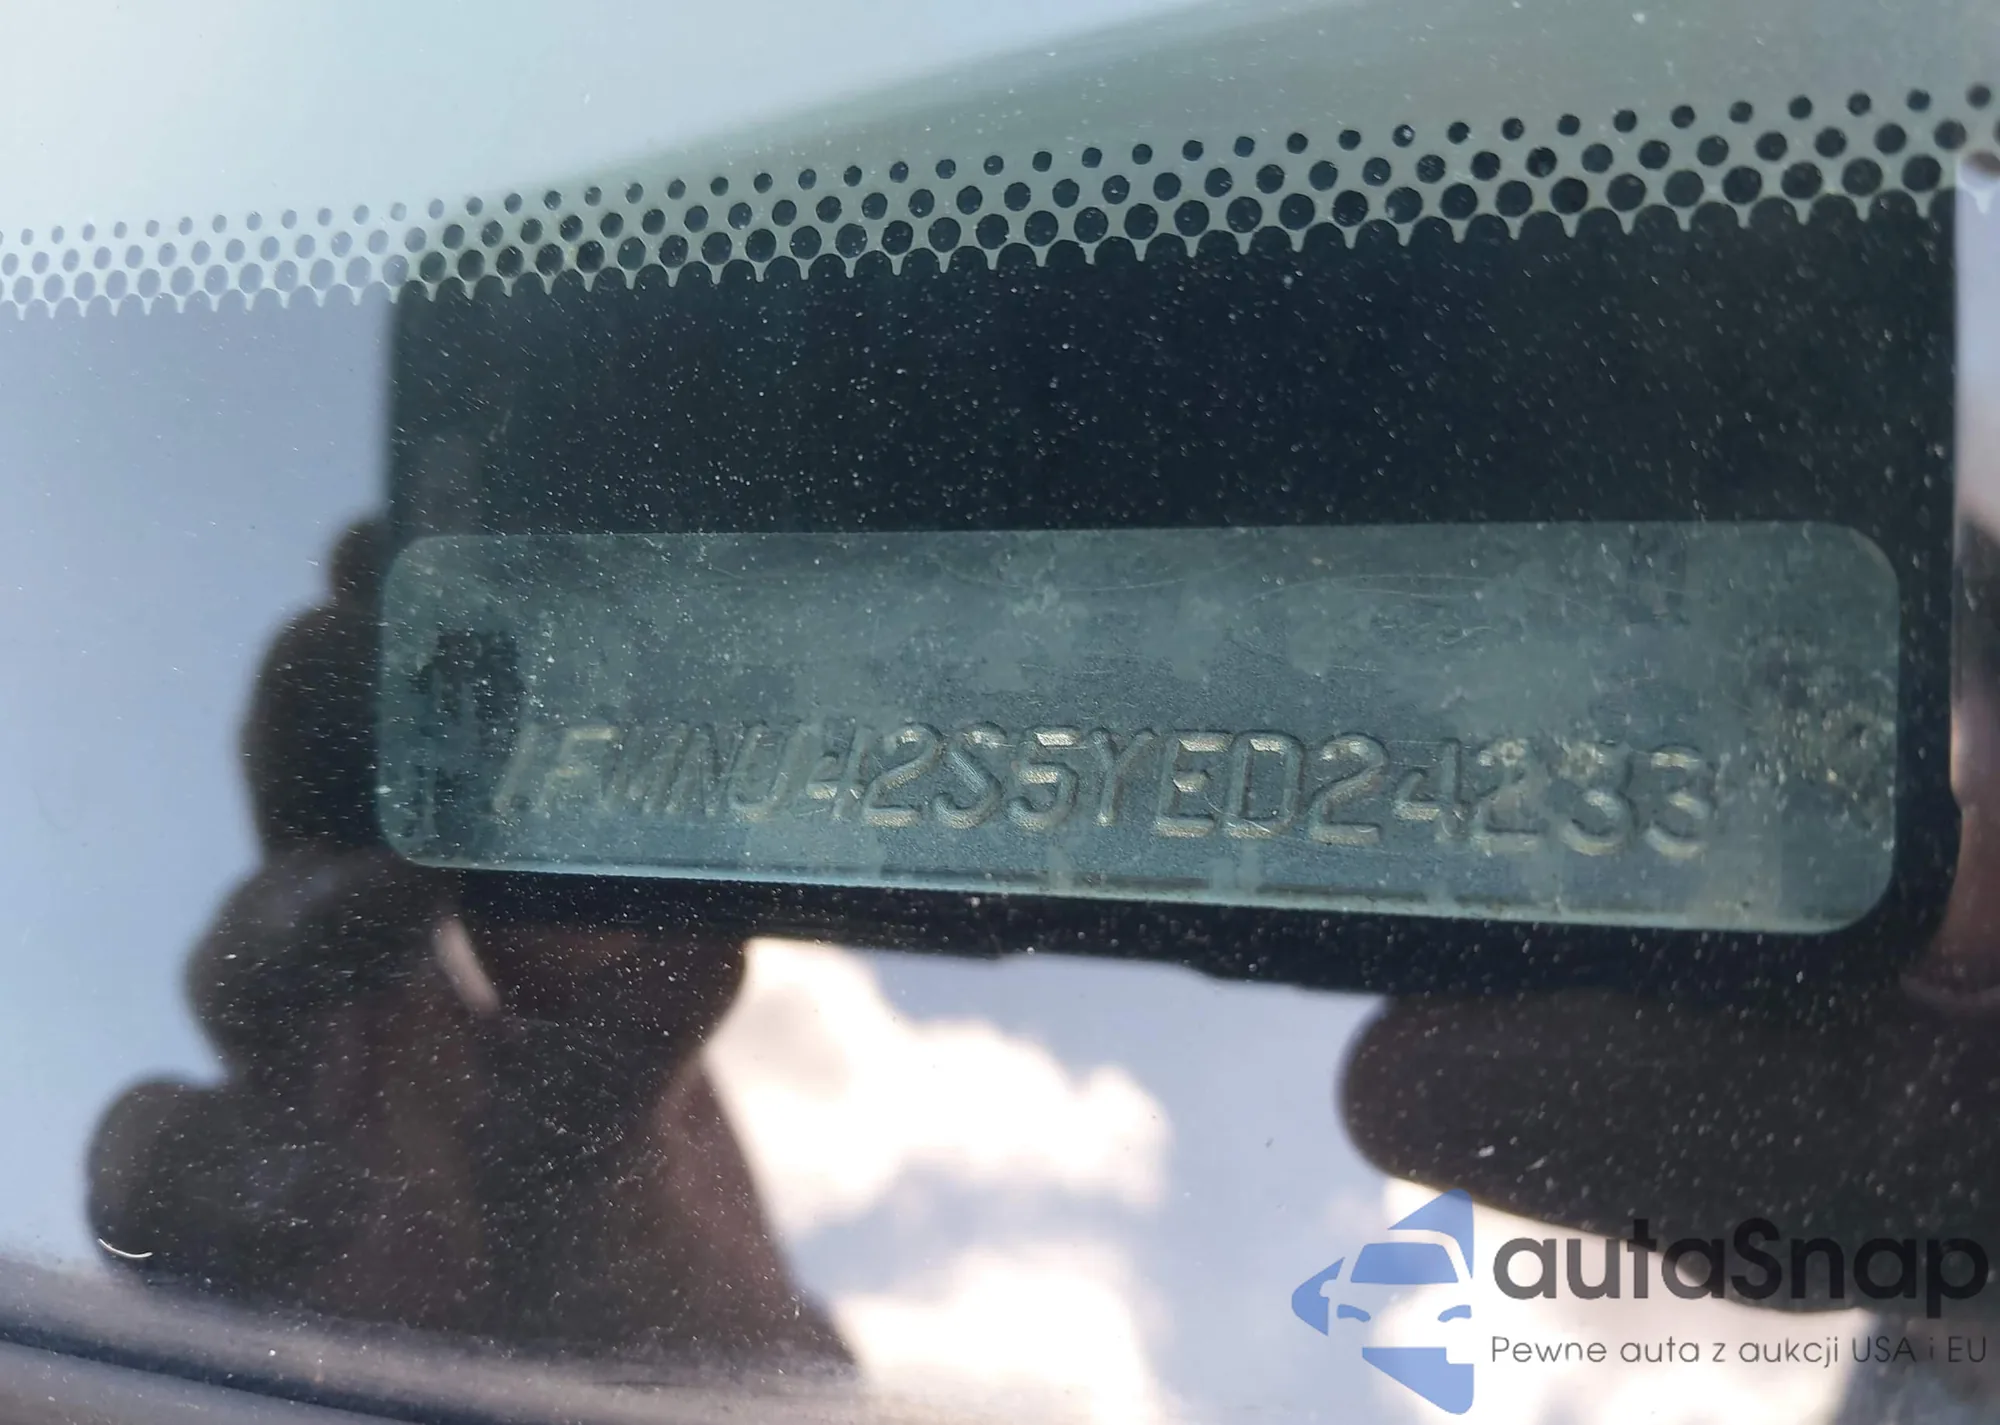 1FMNU42S5YED24233
autaSnap
Pewne auta z aukcji USA i EU